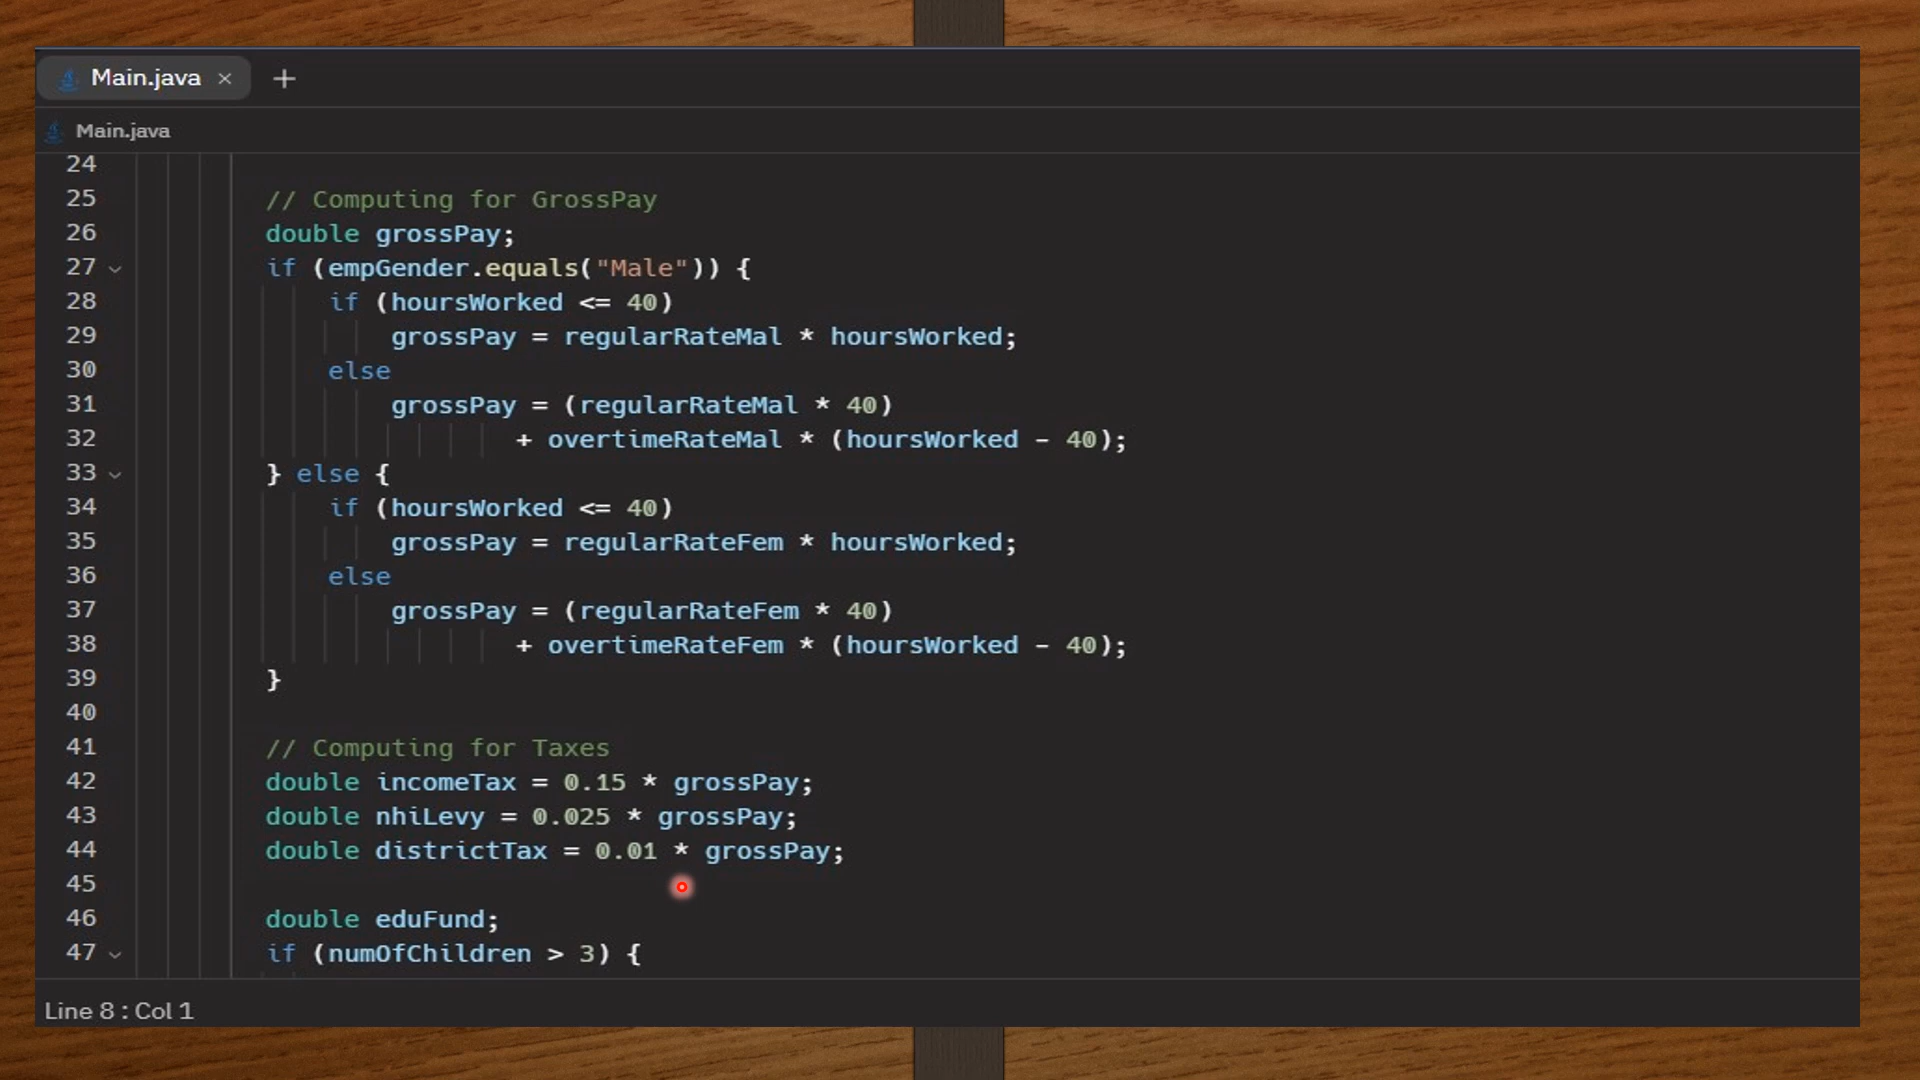 Main.java × +
Main.java
24
25 // Computing for GrossPay
26 double grossPay;
27 if (empGender.equals("Male")) {
28 if (hoursWorked <= 40)
29 grossPay = regularRateMal * hoursWorked;
30 else
31 grossPay = (regularRateMal * 40)
32 + overtimeRateMal * (hoursWorked - 40);
33 } else {
34 if (hoursWorked <= 40)
35 grossPay = regularRateFem * hoursWorked;
36 else
37 grossPay = (regularRateFem * 40)
38 + overtimeRateFem * (hoursWorked - 40);
39 }
40
41 // Computing for Taxes
42 double incomeTax = 0.15 * grossPay;
43 double nhiLevy = 0.025 * grossPay;
44 double districtTax = 0.01 * grossPay;
45
46 double eduFund;
47 if (numOfChildren > 3) {
Line 8 : Col 1